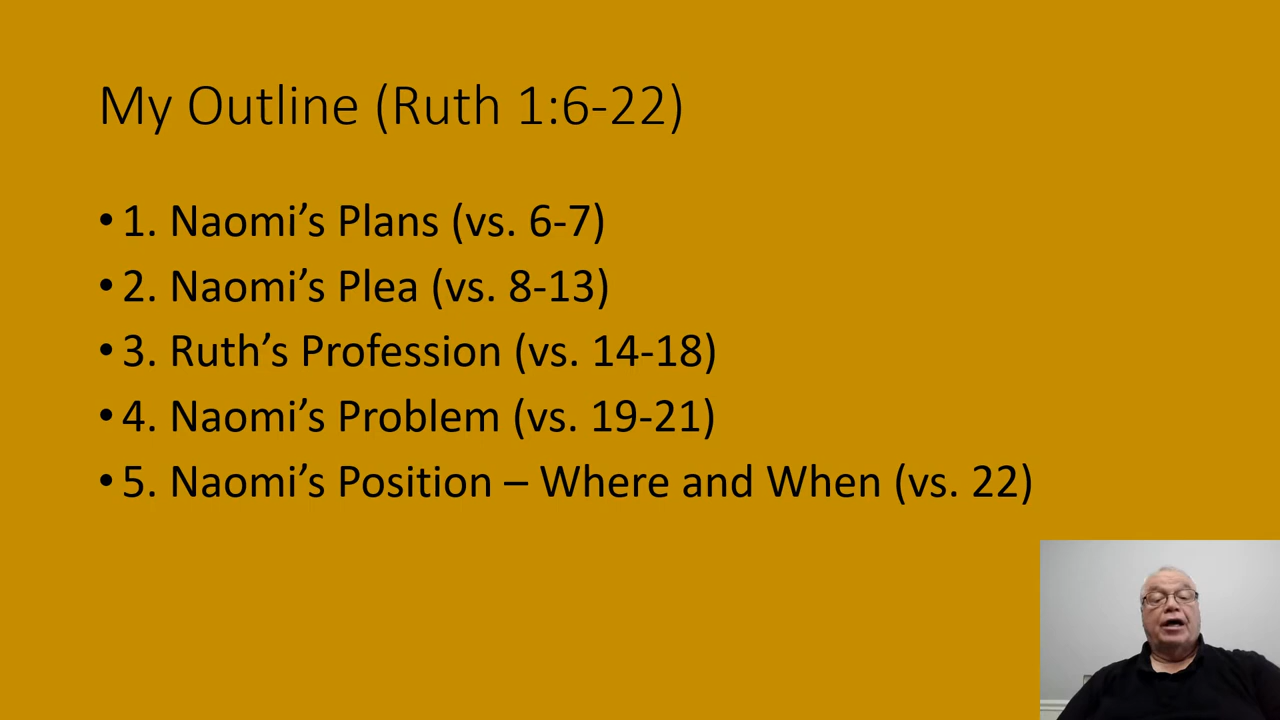 My Outline (Ruth 1:6-22)
• 1. Naomi’s Plans (vs. 6-7)
• 2. Naomi’s Plea (vs. 8-13)
• 3. Ruth’s Profession (vs. 14-18)
• 4. Naomi’s Problem (vs. 19-21)
• 5. Naomi’s Position – Where and When (vs. 22)